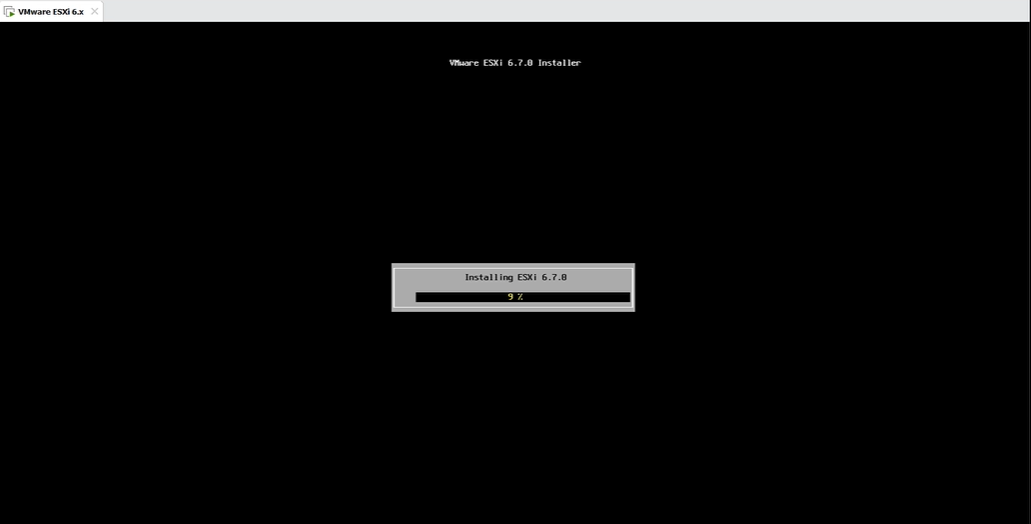 VMware ESXi 6.x
VMware ESXi 6.7.0 Installer
Installing ESXi 6.7.0
9 %